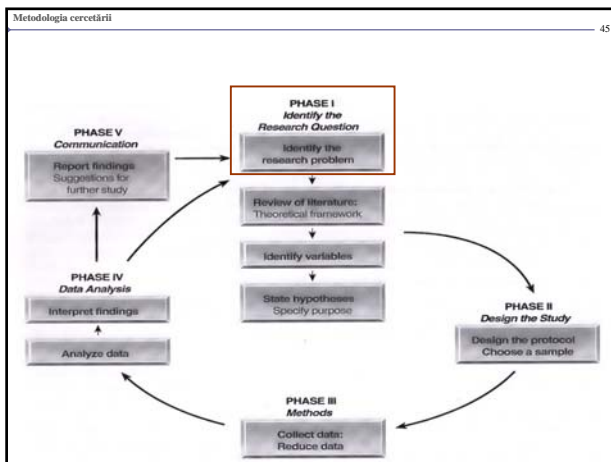 Metodologia cercetării
45
PHASE I
Identify the
Research Question
Identify the
research problem
Review of literature:
Theoretical framework
Identify variables
State hypotheses
Specify purpose
PHASE II
Design the Study
Design the protocol
Choose a sample
PHASE III
Methods
Collect data:
Reduce data
PHASE IV
Data Analysis
Interpret findings
Analyze data
PHASE V
Communication
Report findings
Suggestions for
further study